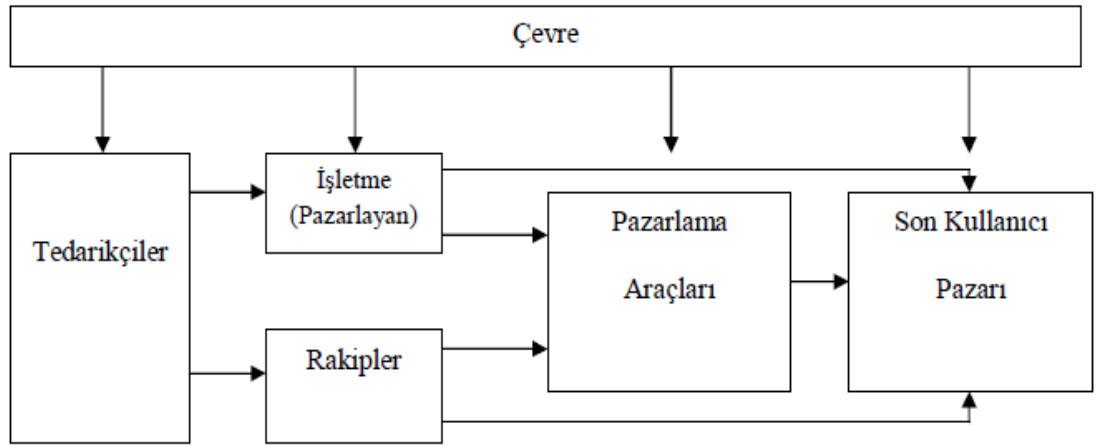 Çevre
Tedarikçiler
İşletme
(Pazarlayan)
Rakipler
Pazarlama
Araçları
Son Kullanıcı
Pazarı